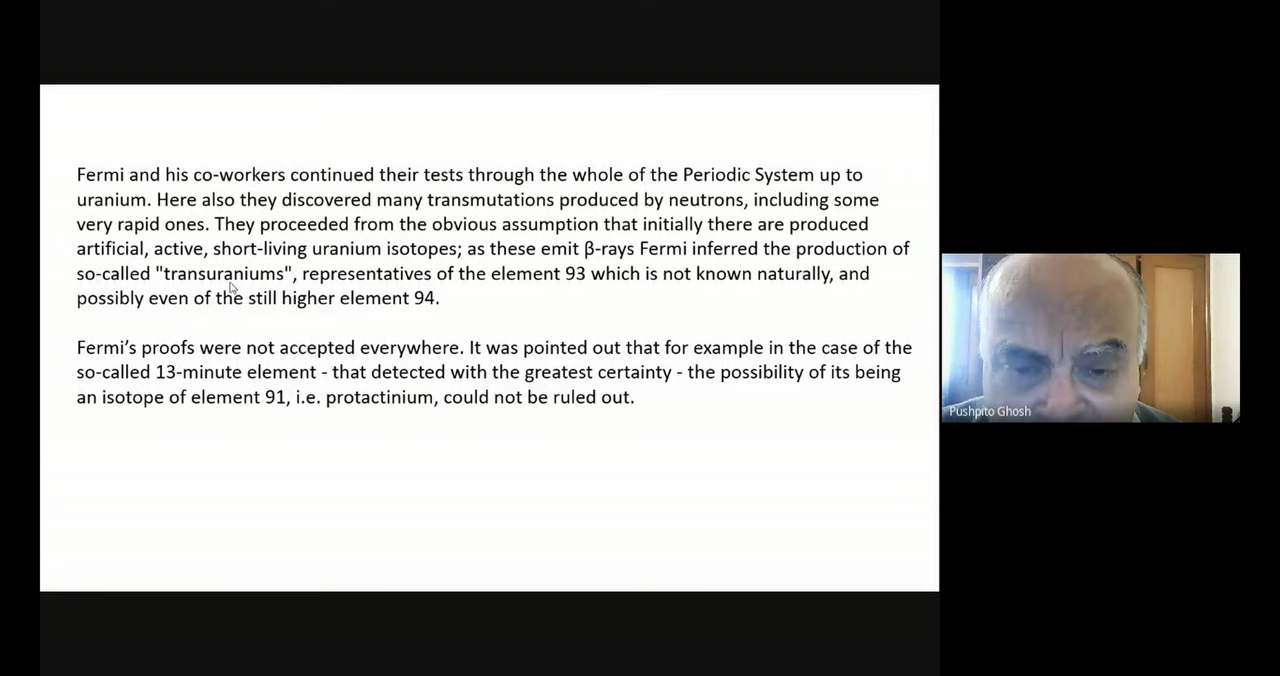 Fermi and his co-workers continued their tests through the whole of the Periodic System up to
uranium. Here also they discovered many transmutations produced by neutrons, including some
very rapid ones. They proceeded from the obvious assumption that initially there are produced
artificial, active, short-living uranium isotopes; as these emit β-rays Fermi inferred the production of
so-called "transuraniums", representatives of the element 93 which is not known naturally, and
possibly even of the still higher element 94.
Fermi’s proofs were not accepted everywhere. It was pointed out that for example in the case of the
so-called 13-minute element - that detected with the greatest certainty - the possibility of its being
an isotope of element 91, i.e. protactinium, could not be ruled out.
Pushpito Ghosh